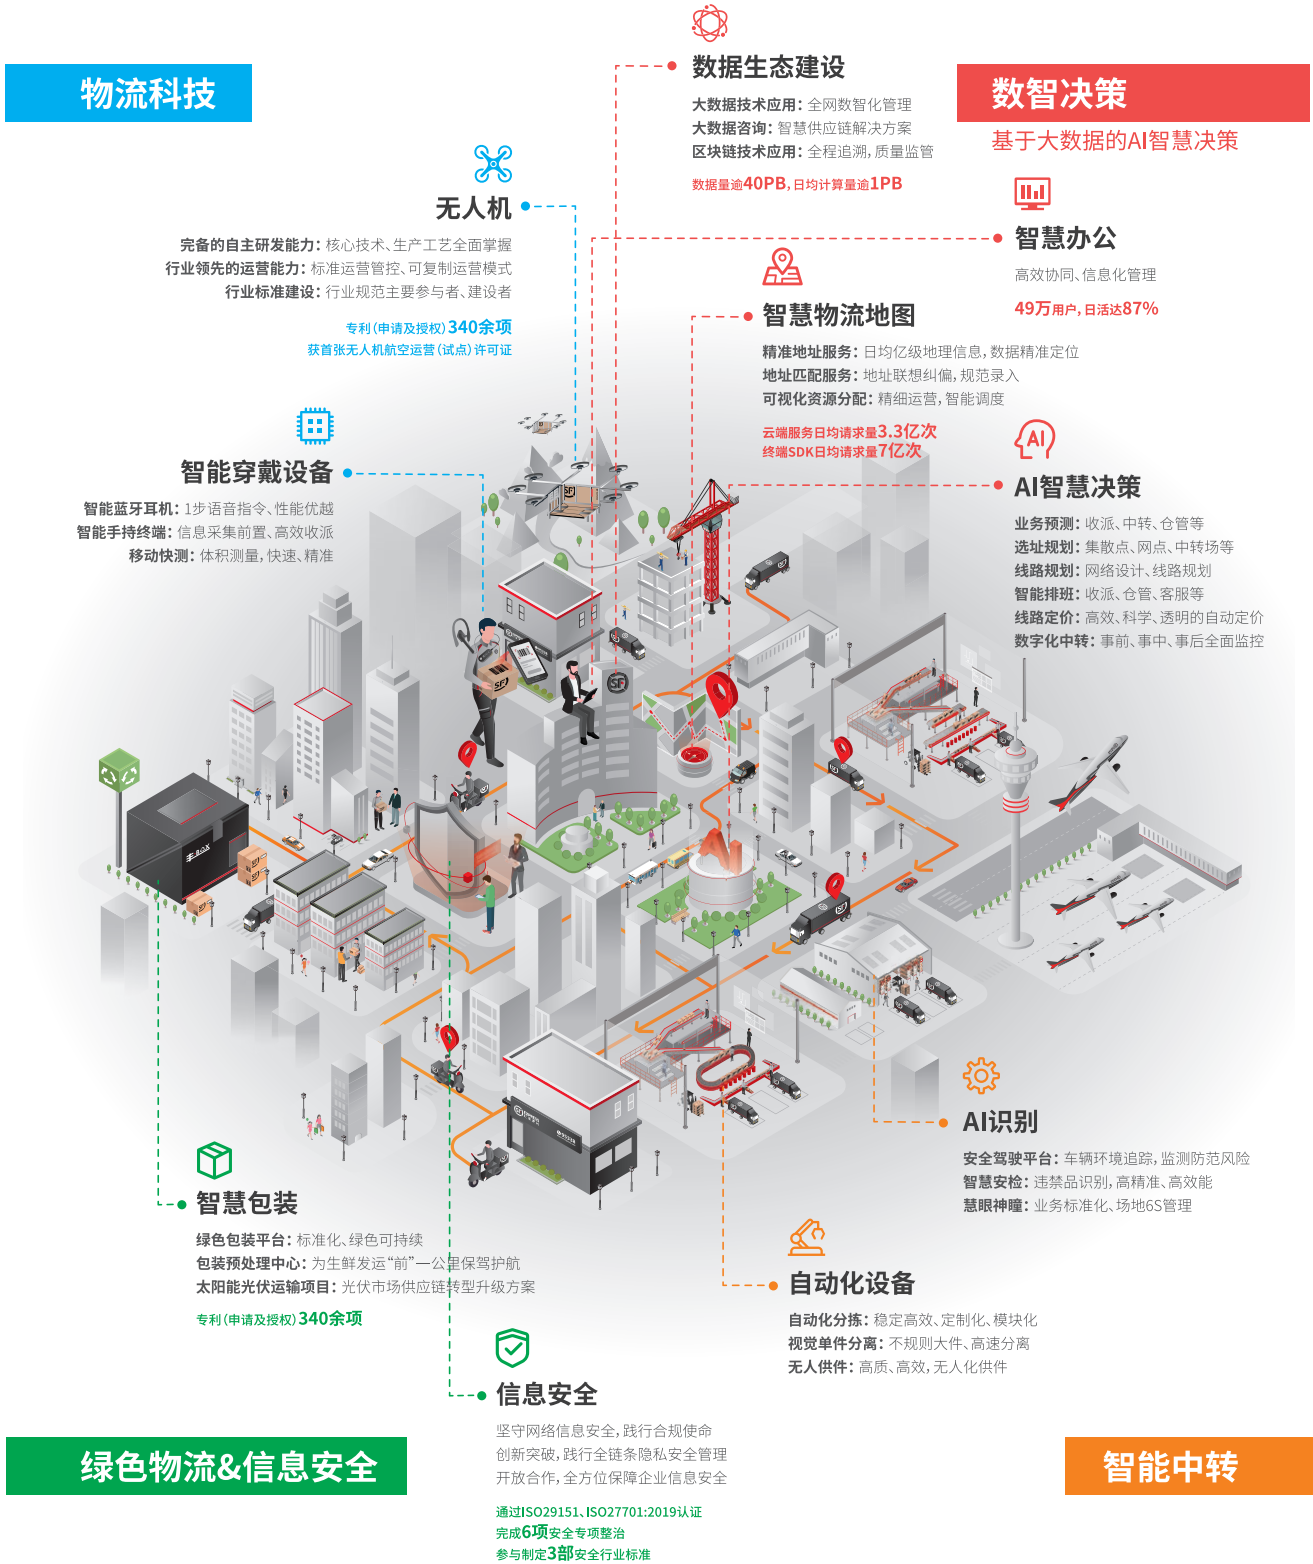 物流科技
无人机
完备的自主研发能力：核心技术、生产工艺全面掌握
行业领先的运营能力：标准运营管控、可复制运营模式
行业标准建设：行业规范主要参与者、建设者
专利（申请及授权）340余项
获首张无人机航空运营（试点）许可证
智能穿戴设备
智能蓝牙耳机：1步语音指令、性能优越
智能手持终端：信息采集前置、高效收派
移动快测：体积测量，快速、精准
数据生态建设
大数据技术应用：全网数智化管理
大数据咨询：智慧供应链解决方案
区块链技术应用：全程追溯，质量监管
数据量逾40PB，日均计算量逾1PB
数智决策
基于大数据的AI智慧决策
智慧办公
高效协同、信息化管理
49万用户，日活达87%
智慧物流地图
精准地址服务：日均亿级地理信息，数据精准定位
地址匹配服务：地址联想纠偏，规范录入
可视化资源分配：精细运营，智能调度
云端服务日均请求量3.3亿次
终端SDK日均请求量7亿次
AI智慧决策
业务预测：收派、中转、仓管等
选址规划：集散点、网点、中转场等
线路规划：网络设计、线路规划
智能排班：收派、仓管、客服等
线路定价：高效、科学、透明的自动定价
数字化中转：事前、事中、事后全面监控
SF
SF
SF
AI
AI
智慧包装
绿色包装平台：标准化、绿色可持续
包装预处理中心：为生鲜发运“前”一公里保驾护航
太阳能光伏运输项目：光伏市场供应链转型升级方案
专利（申请及授权）340余项
信息安全
坚守网络信息安全，践行合规使命
创新突破，践行全链条隐私安全管理
开放合作，全方位保障企业信息安全
通过ISO29151、ISO27701:2019认证
完成6项安全专项整治
参与制定3部安全行业标准
绿色物流&信息安全
AI识别
安全驾驶平台：车辆环境追踪，监测防范风险
智慧安检：违禁品识别，高精准、高效能
慧眼神瞳：业务标准化、场地6S管理
自动化设备
自动化分拣：稳定高效、定制化、模块化
视觉单件分离：不规则大件、高速分离
无人供件：高质、高效，无人化供件
智能中转